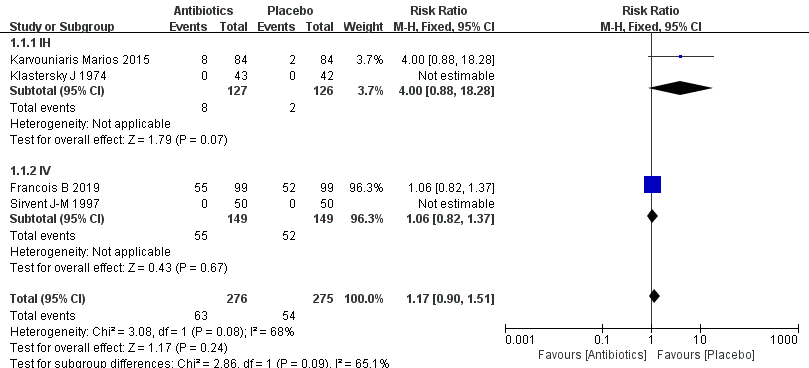 Antibiotics Placebo Risk Ratio Risk Ratio
Study or Subgroup Events Total Events Total Weight M-H, Fixed, 95% CI M-H, Fixed, 95% CI
1.1.1 IH
Karvouniaris Marios 2015 8 84 2 84 3.7% 4.00 [0.88, 18.28]
Klastersky J 1974 0 43 0 42 Not estimable
Subtotal (95% CI) 127 126 3.7% 4.00 [0.88, 18.28]
Total events 8 2
Heterogeneity: Not applicable
Test for overall effect: Z = 1.79 (P = 0.07)
1.1.2 IV
Francois B 2019 55 99 52 99 96.3% 1.06 [0.82, 1.37]
Sirvent J-M 1997 0 50 0 50 Not estimable
Subtotal (95% CI) 149 149 96.3% 1.06 [0.82, 1.37]
Total events 55 52
Heterogeneity: Not applicable
Test for overall effect: Z = 0.43 (P = 0.67)
Total (95% CI) 276 275 100.0% 1.17 [0.90, 1.51]
Total events 63 54
Heterogeneity: Chi² = 3.08, df = 1 (P = 0.08); I² = 68%
Test for overall effect: Z = 1.17 (P = 0.24)
Test for subgroup differences: Chi² = 2.86, df = 1 (P = 0.09), I² = 65.1%
0.001 0.1 1 10 1000
Favours [Antibiotics] Favours [Placebo]